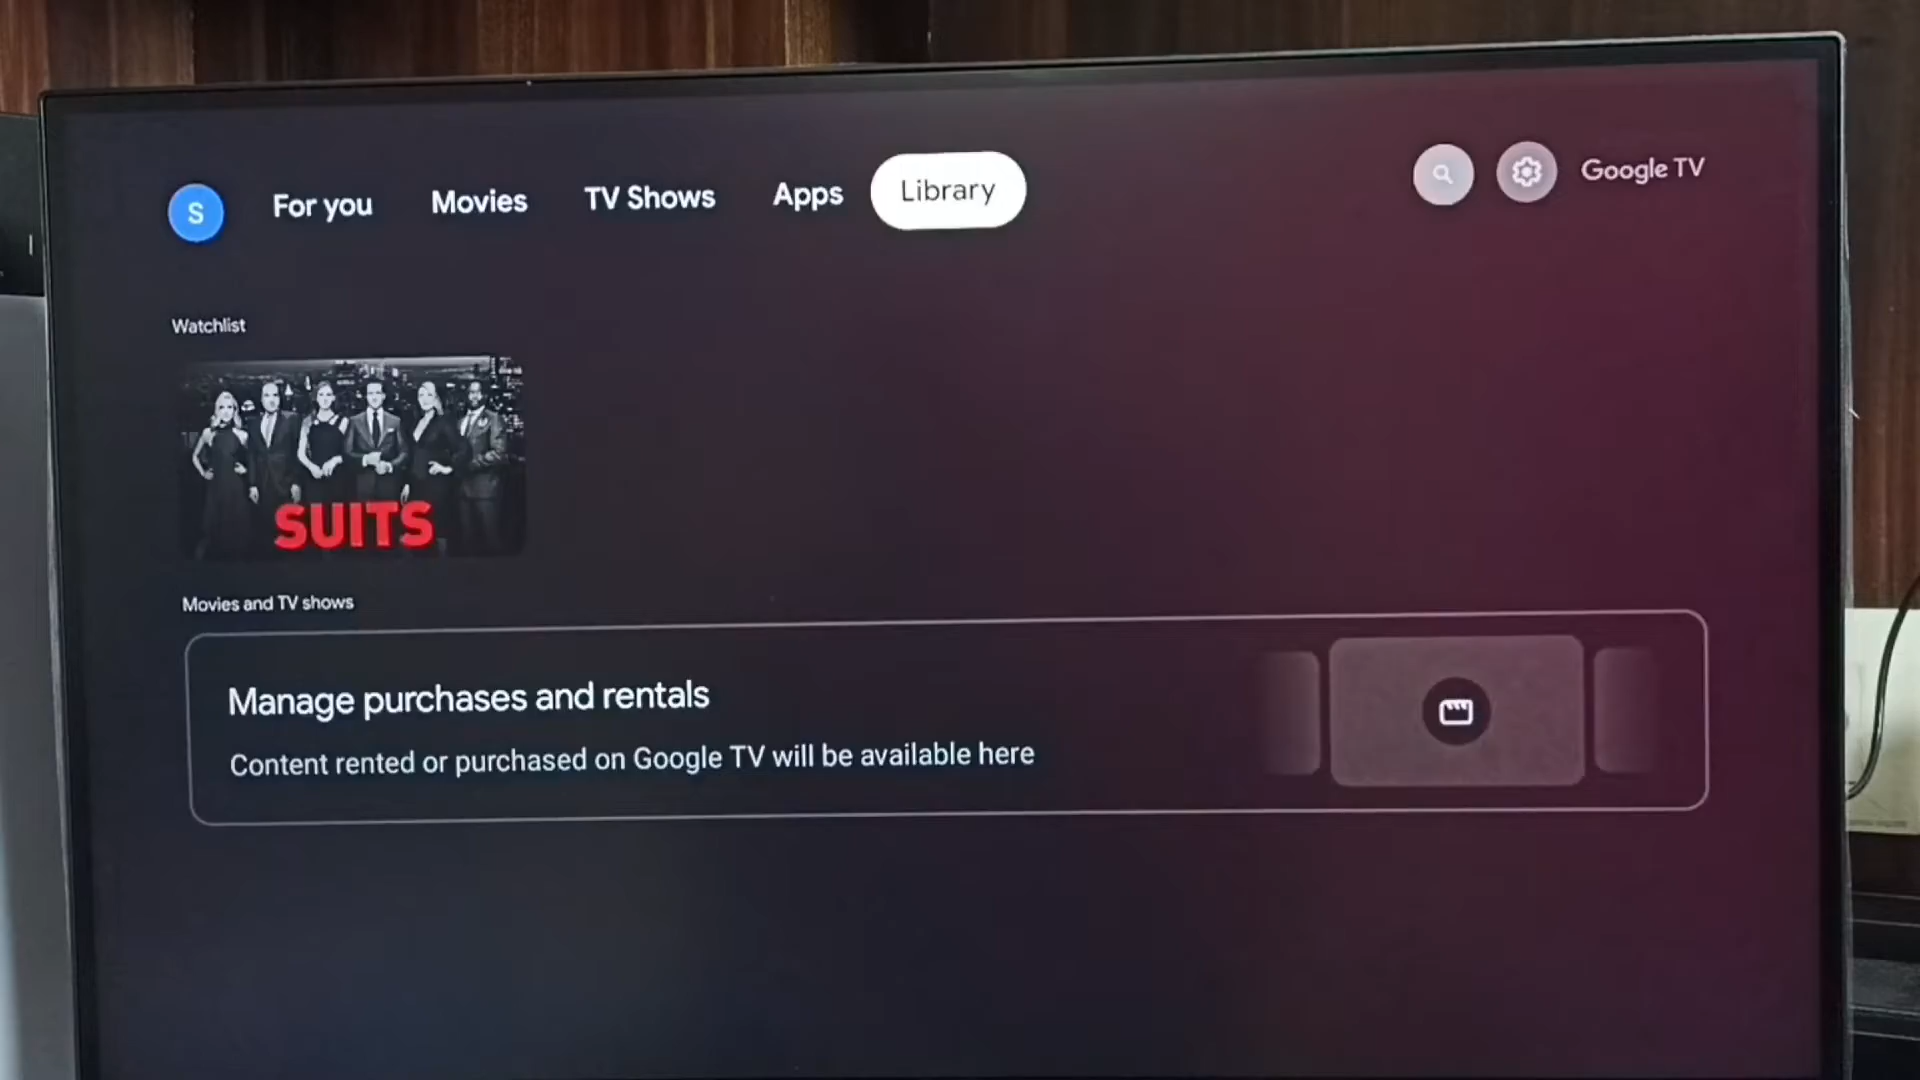 S For you Movies TV Shows Apps Library Google TV
Watchlist
SUITS
Movies and TV shows
Manage purchases and rentals
Content rented or purchased on Google TV will be available here